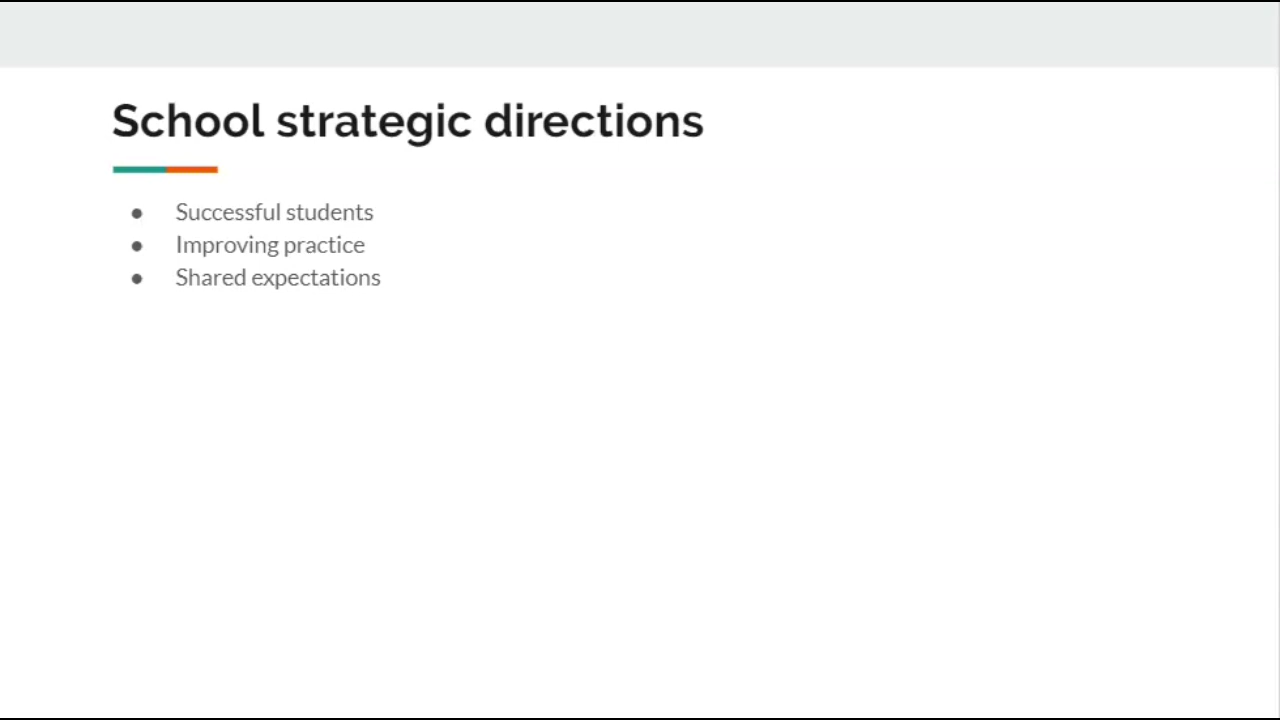 School strategic directions
● Successful students
● Improving practice
● Shared expectations